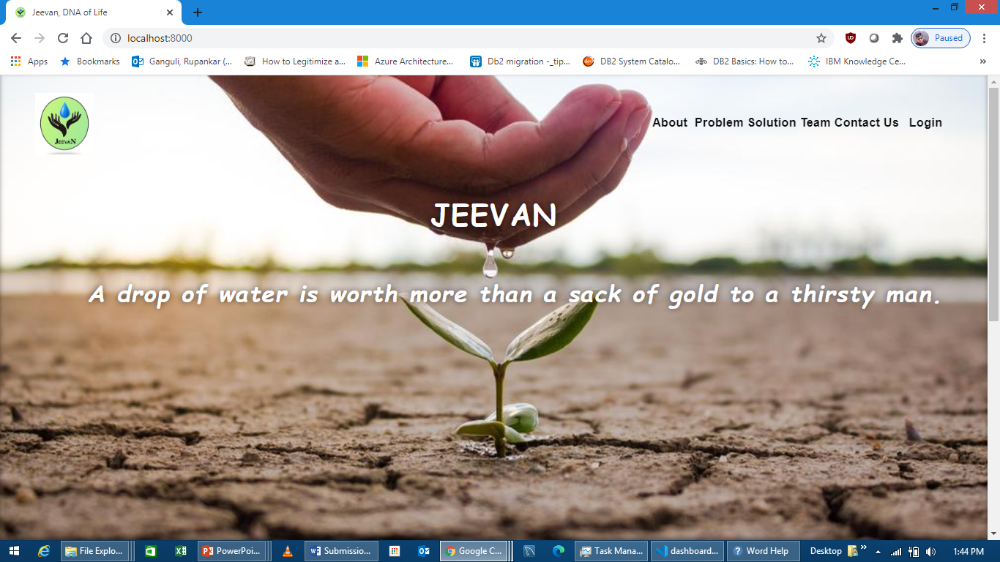 Jeevan, DNA of Life
localhost:8000
Paused
Apps Bookmarks Ganguli, Rupankar (... How to Legitimize a... Azure Architecture... Db2 migration -_tip... DB2 System Catalo... DB2 Basics: How to... IBM Knowledge Ce... »
JEEVAN
About Problem Solution Team Contact Us Login
JEEVAN
A drop of water is worth more than a sack of gold to a thirsty man.
File Explo... PowerPoi... Submissio... Google C... Task Mana... dashboard... Word Help Desktop » 1:44 PM